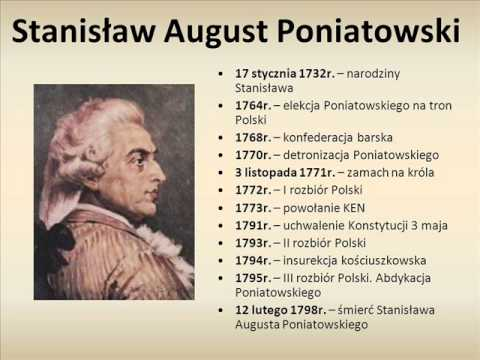 Stanisław August Poniatowski
• 17 stycznia 1732r. – narodziny
Stanisława
• 1764r. – elekcja Poniatowskiego na tron
Polski
• 1768r. – konfederacja barska
• 1770r. – detronizacja Poniatowskiego
• 3 listopada 1771r. – zamach na króla
• 1772r. – I rozbiór Polski
• 1773r. – powołanie KEN
• 1791r. – uchwalenie Konstytucji 3 maja
• 1793r. – II rozbiór Polski
• 1794r. – insurekcja kościuszkowska
• 1795r. – III rozbiór Polski. Abdykacja
Poniatowskiego
• 12 lutego 1798r. – śmierć Stanisława
Augusta Poniatowskiego